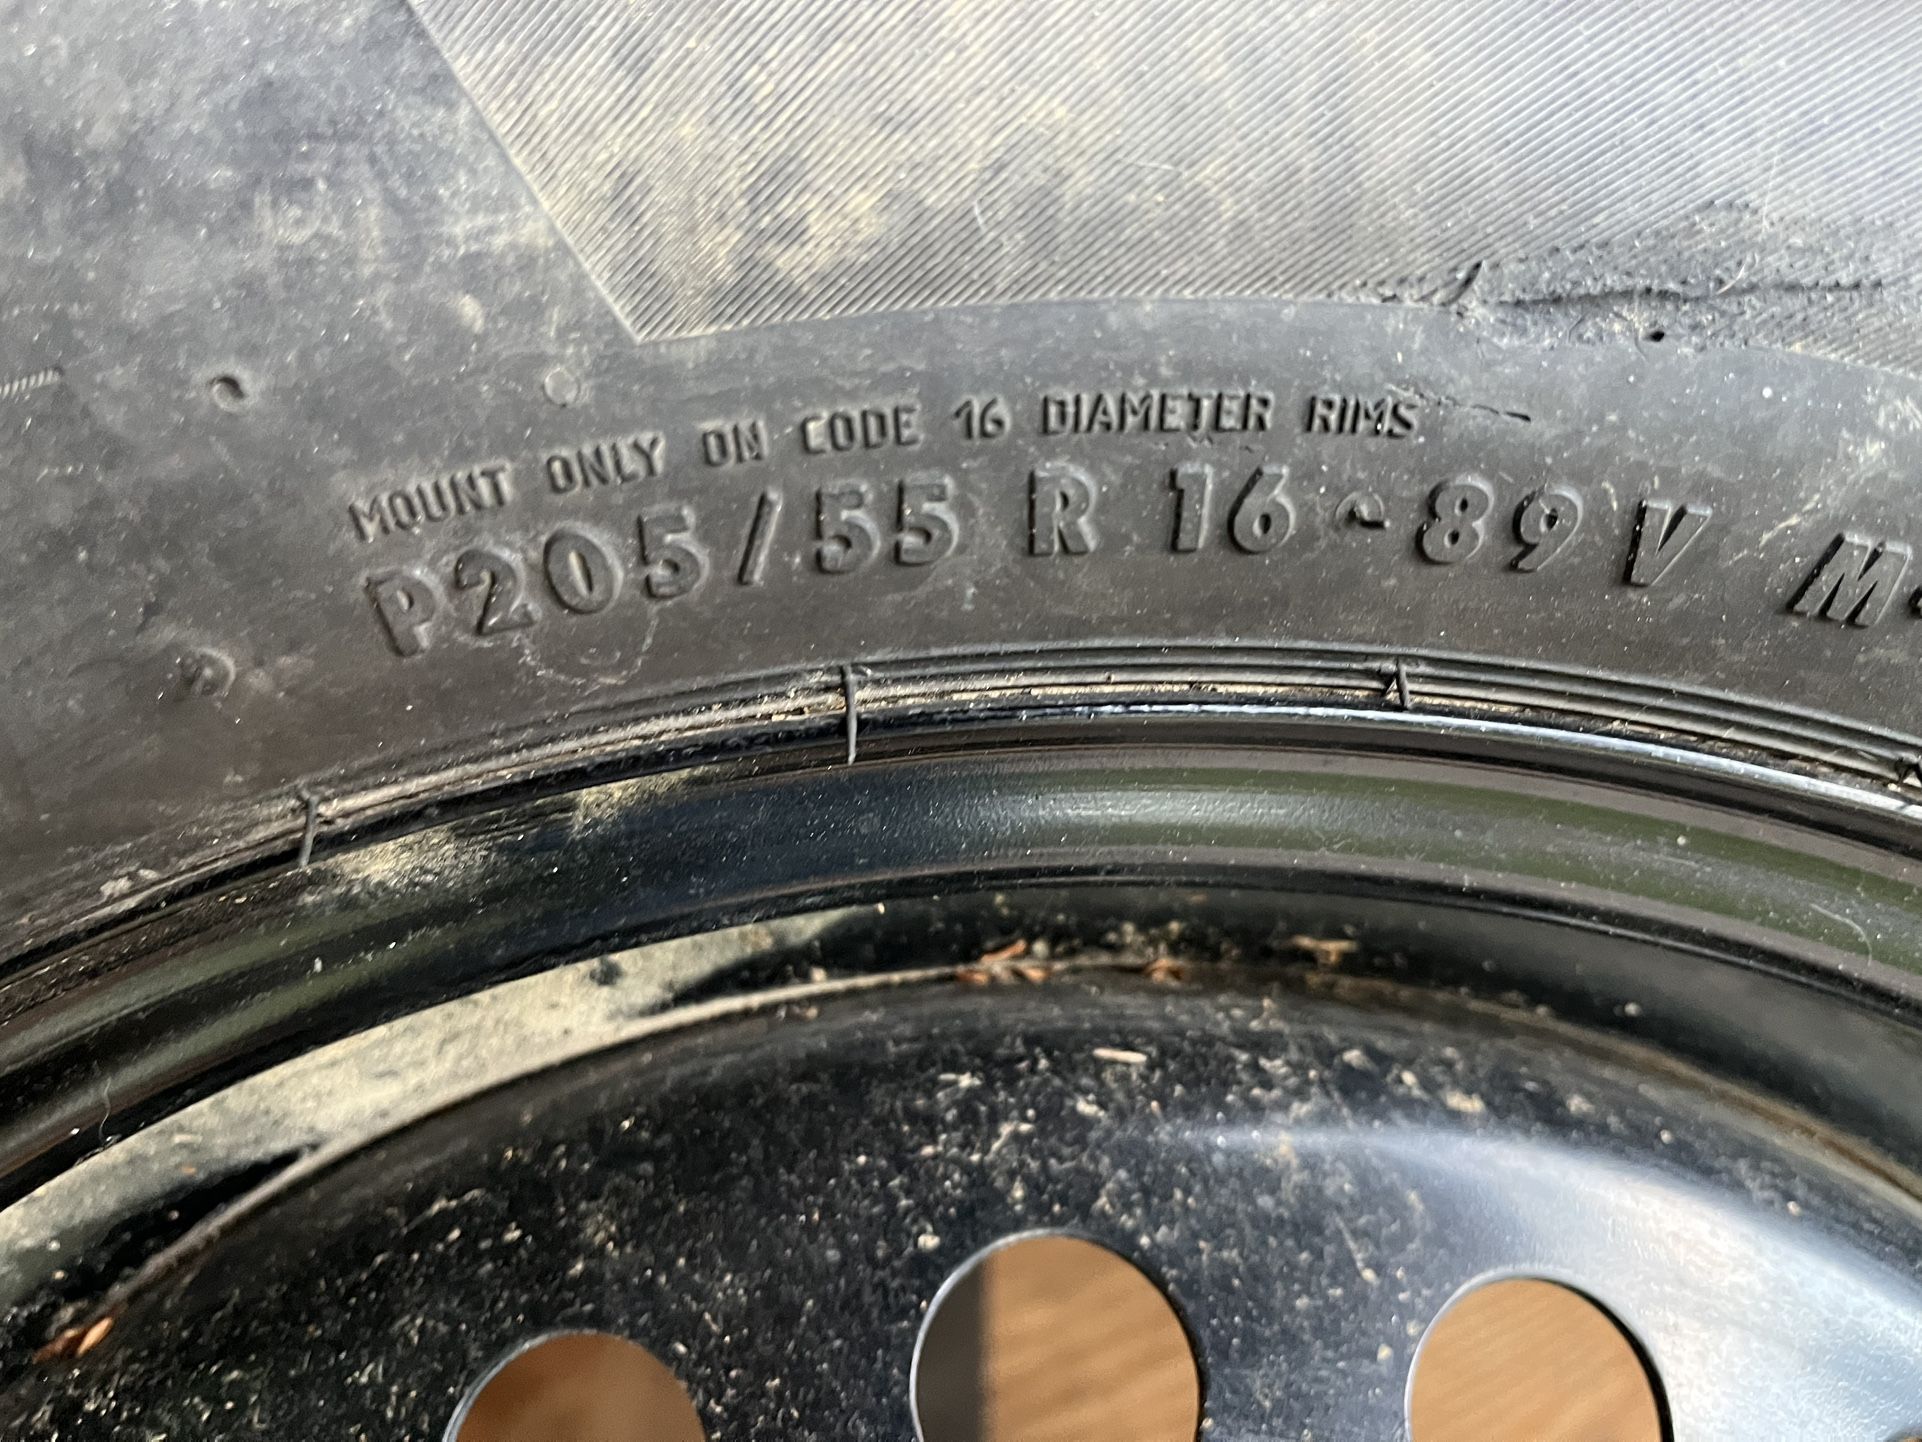 MOUNT ONLY ON CODE 16 DIAMETER RIMS
P205/55 R 16 - 89 V M